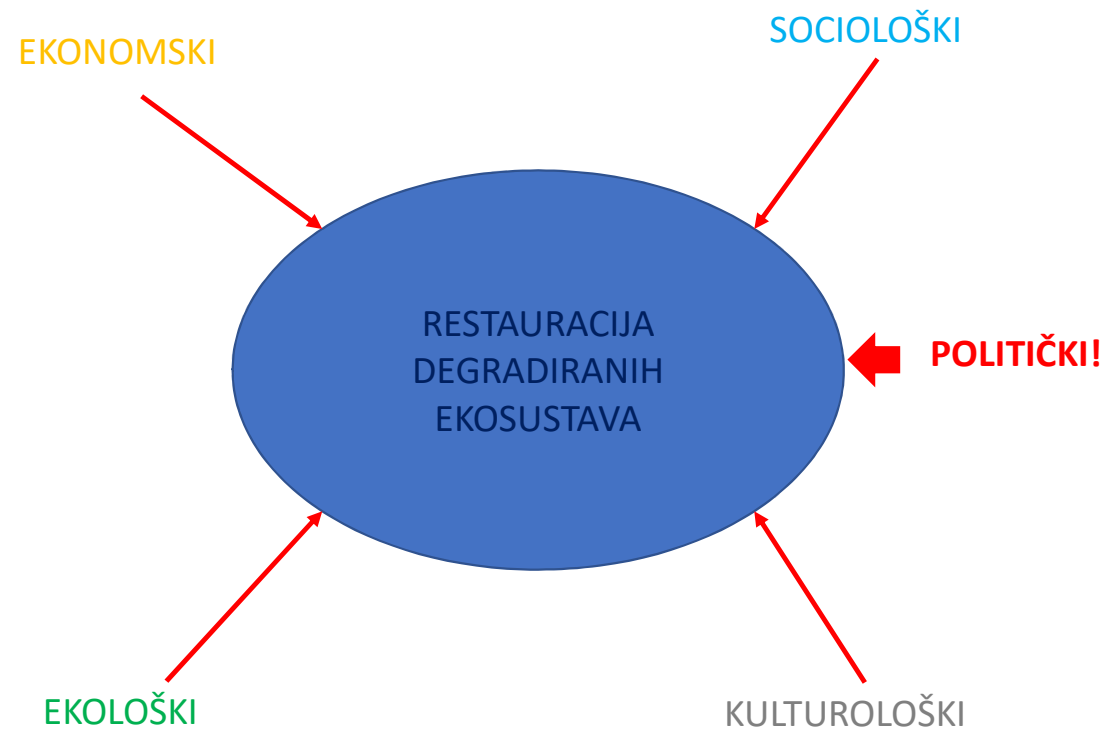 EKONOMSKI
SOCIOLOŠKI
RESTAURACIJA
DEGRADIRANIH
EKOSUSTAVA
POLITIČKI!
EKOLOŠKI
KULTUROLOŠKI